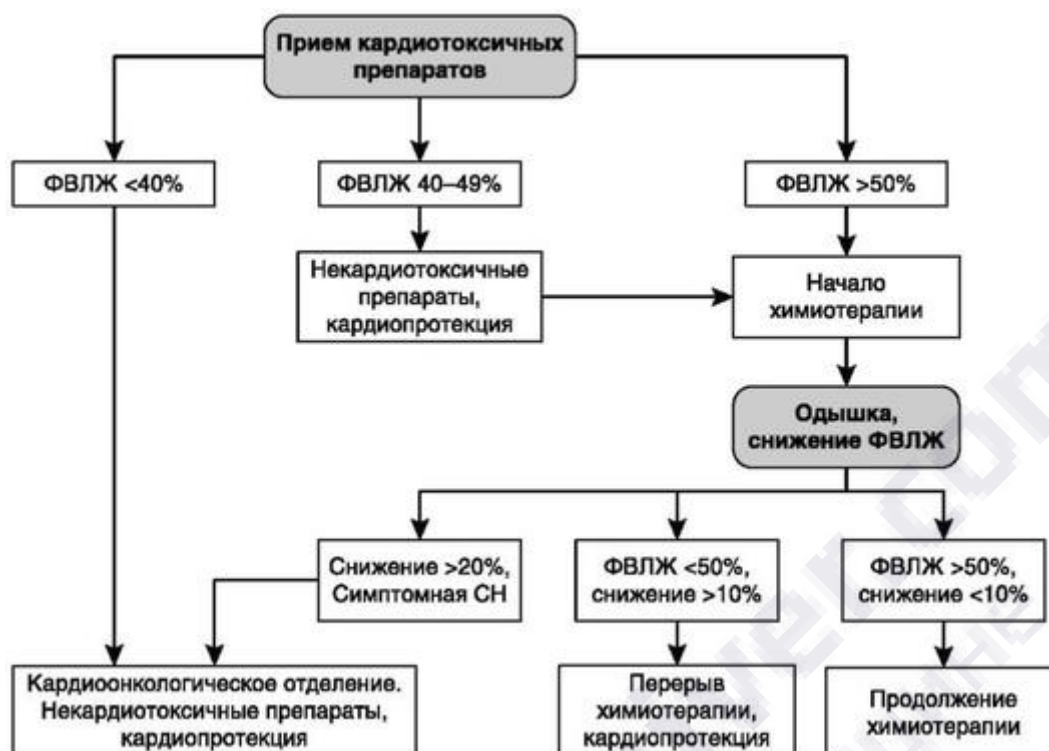 Прием кардиотоксичных
препаратов
ФВЛЖ <40%
ФВЛЖ 40–49%
ФВЛЖ >50%
Некардиотоксичные
препараты,
кардиопротекция
Начало
химиотерапии
Одышка,
снижение ФВЛЖ
Снижение >20%,
Симптомная СН
ФВЛЖ <50%,
снижение >10%
ФВЛЖ >50%,
снижение <10%
Кардиоонкологическое отделение.
Некардиотоксичные препараты,
кардиопротекция
Перерыв
химиотерапии,
кардиопротекция
Продолжение
химиотерапии